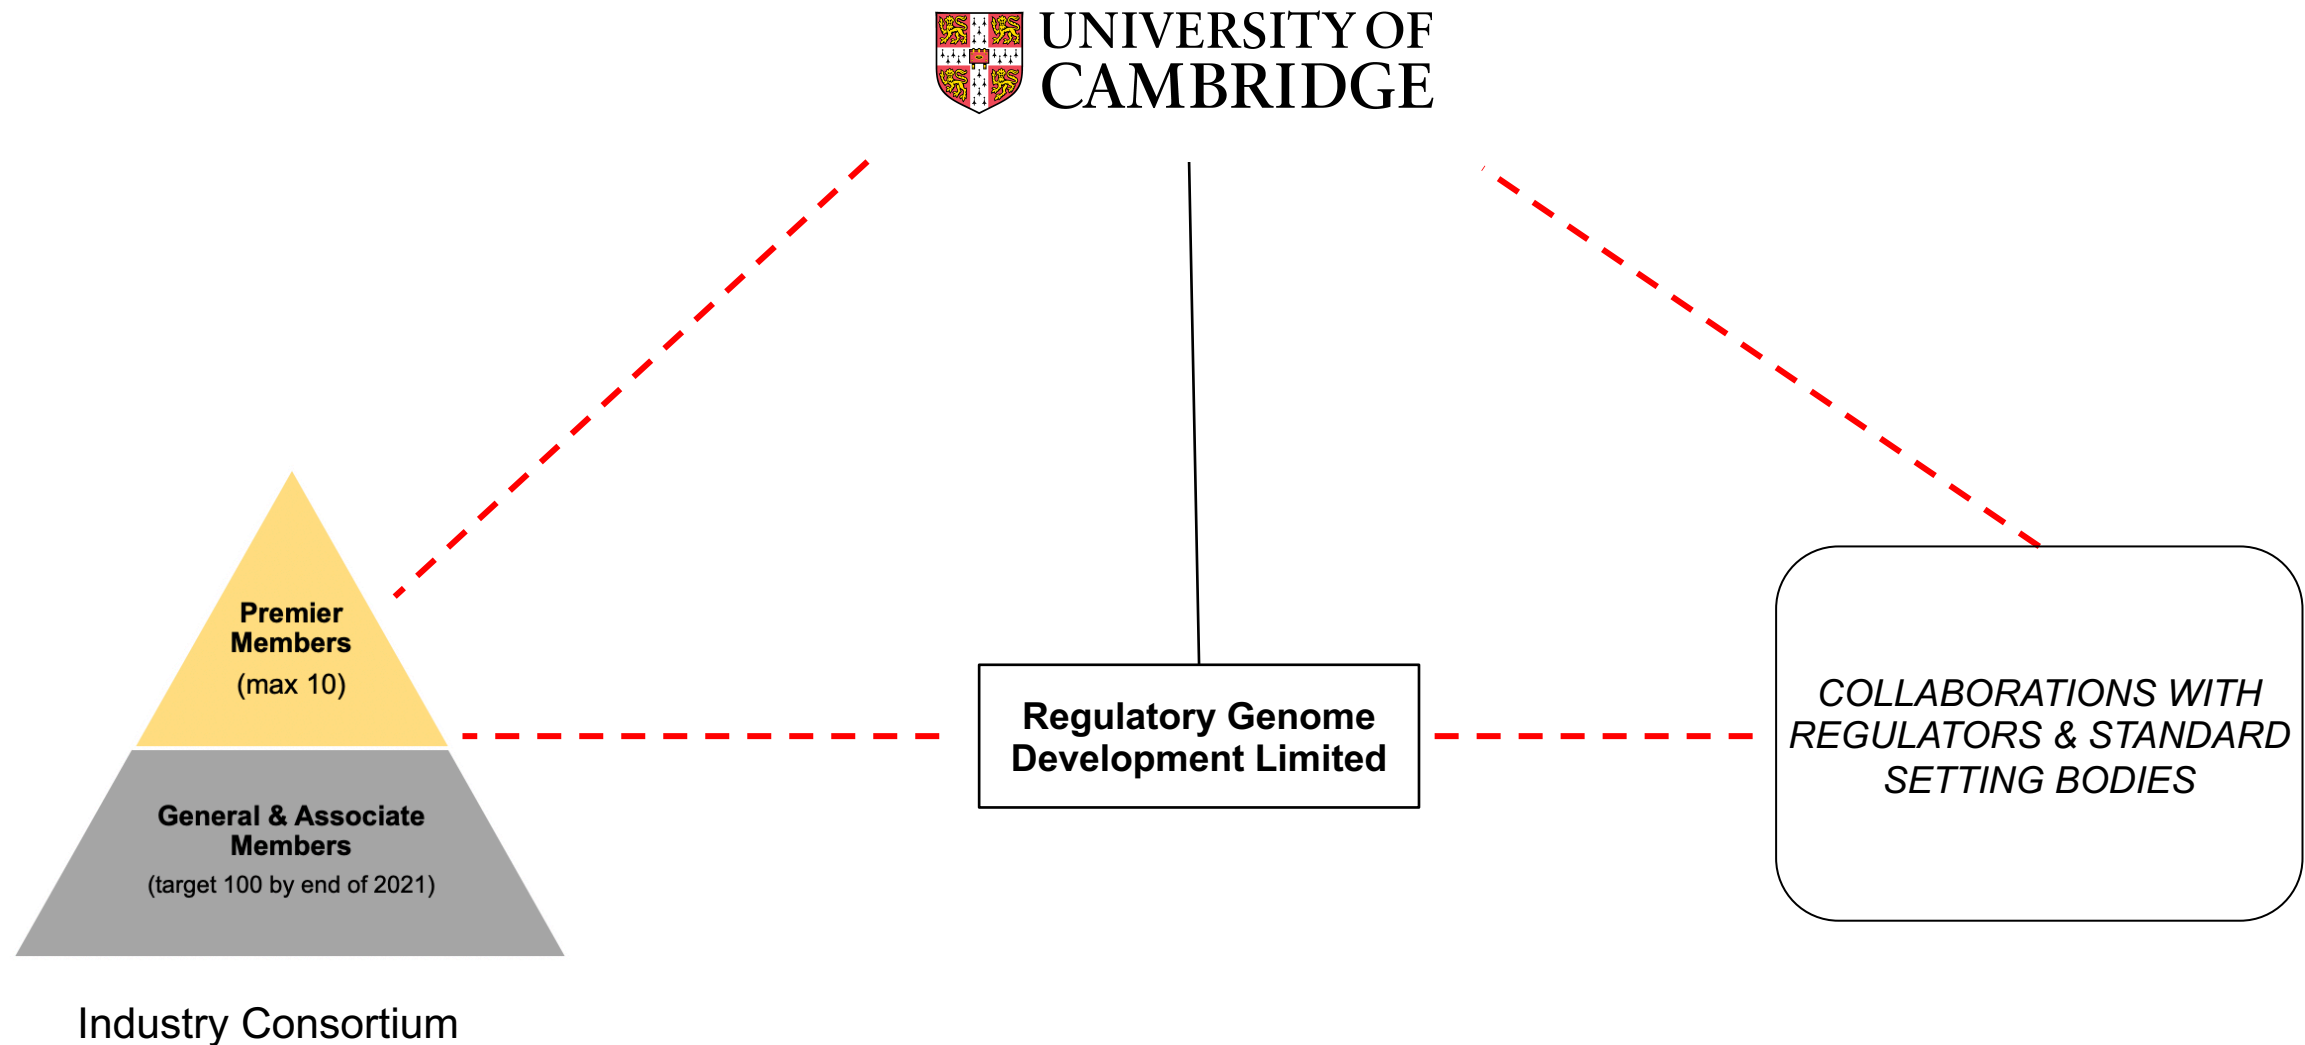 UNIVERSITY OF
CAMBRIDGE
Premier
Members
(max 10)
General & Associate
Members
(target 100 by end of 2021)
Industry Consortium
Regulatory Genome
Development Limited
COLLABORATIONS WITH
REGULATORS & STANDARD
SETTING BODIES